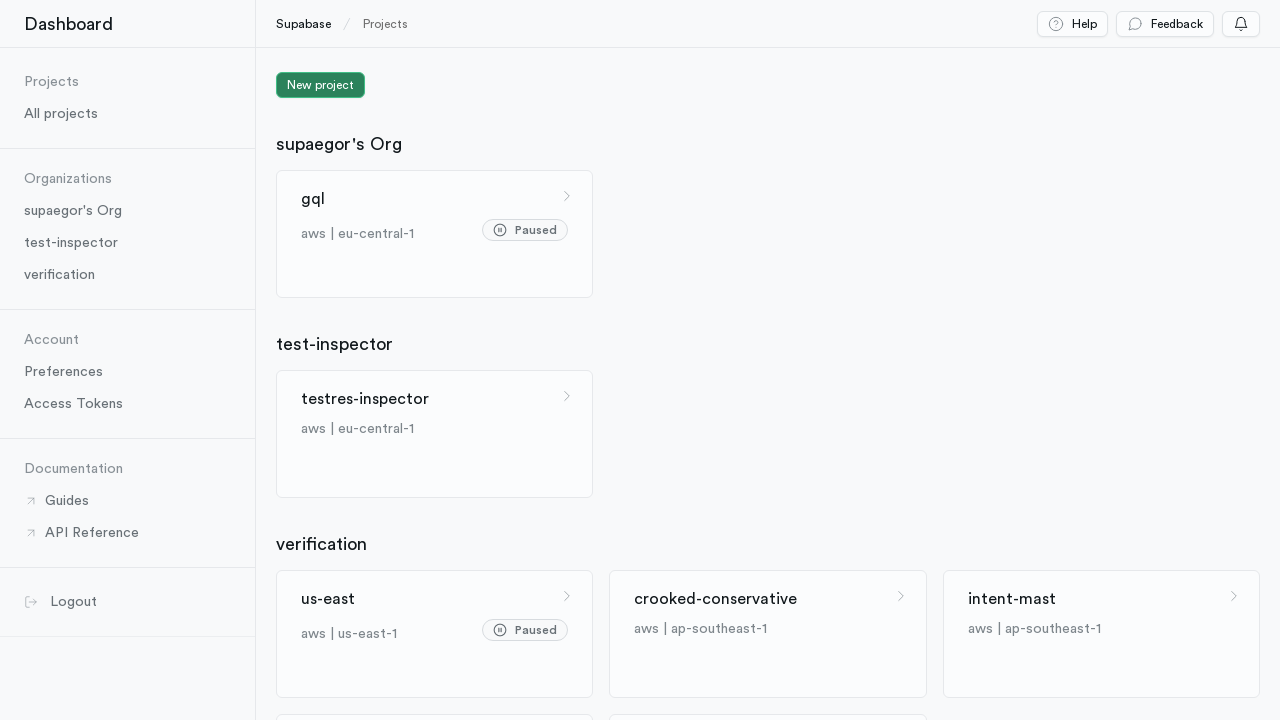 Dashboard
Projects
All projects
Organizations
supaegor's Org
test-inspector
verification
Account
Preferences
Access Tokens
Documentation
Guides
API Reference
Logout
Supabase / Projects
Help
Feedback
New project
supaegor's Org
gql
aws | eu-central-1
Paused
test-inspector
testres-inspector
aws | eu-central-1
verification
us-east
aws | us-east-1
Paused
crooked-conservative
aws | ap-southeast-1
intent-mast
aws | ap-southeast-1